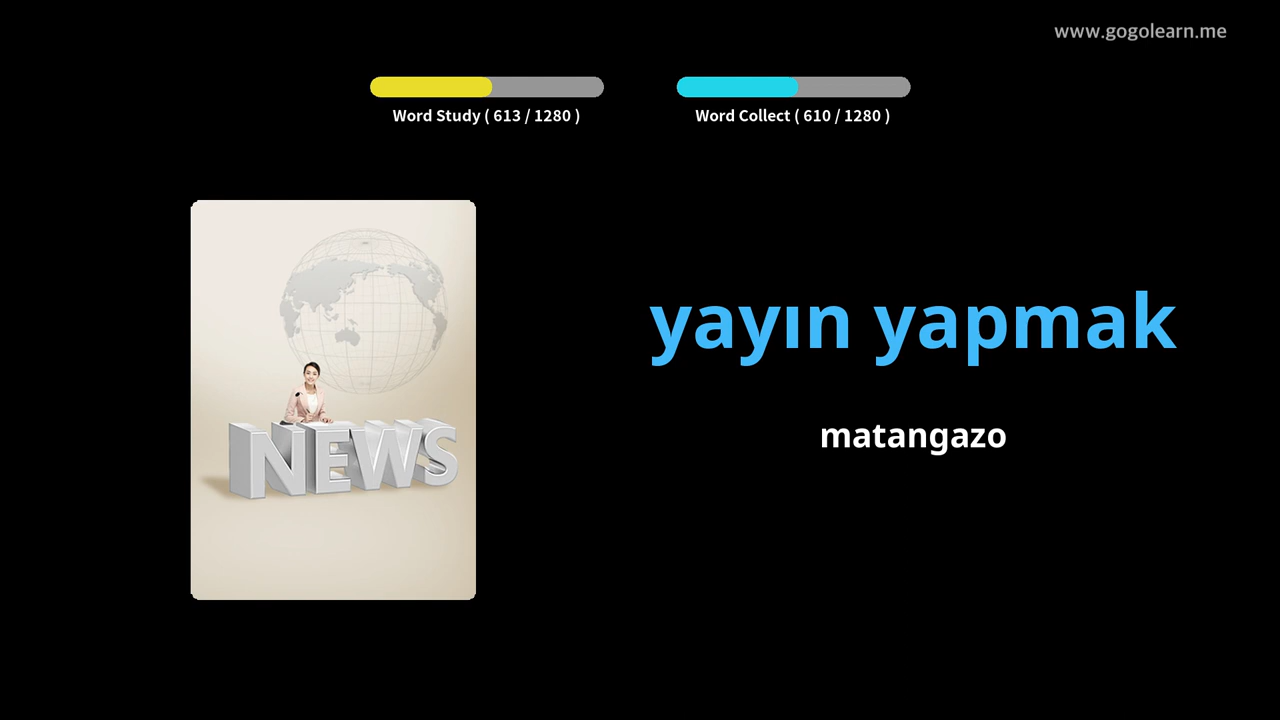 www.gogolearn.me
Word Study ( 613 / 1280 )
Word Collect ( 610 / 1280 )
NEWS
yayın yapmak
matangazo